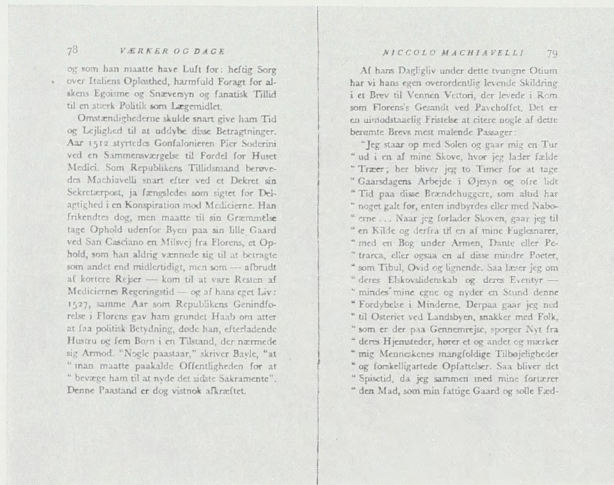 78 VÆRKER OG DAGE
og som han maatte have Luft for: heftig Sorg
over Italiens Opløsthed, harmfuld Foragt for al-
skens Egoisme og Snæversyn og fanatisk Tillid
til en stærk Politik som Lægemidlet.
Omstændighederne skulde snart give ham Tid
og Lejlighed til at uddybe disse Betragtninger.
Aar 1512 styrtedes Gonfalonieren Pier Soderini
ved en Sammensværgelse til Fordel for Huset
Medici. Som Republikens Tillidsmand berøve-
des Machiavelli snart efter ved et Dekret sin
Sekretærpost, ja fængsledes som sigtet for Del-
agtighed i en Konspiration mod Medicierne. Han
frikendtes dog, men maatte til sin Græmmelse
tage Ophold udenfor Byen paa sin lille Gaard
ved San Casciano en Milsvej fra Florens, et Op-
hold, som han aldrig vænnede sig til at betragte
som andet end midlertidigt, men som — afbrudt
af kortere Rejser — kom til at vare Resten af
Mediciernes Regeringstid — og af hans eget Liv:
1527, samme Aar som Republikens Genindfø-
relse i Florens gav ham grundet Haab om atter
at faa politisk Betydning, døde han, efterladende
Hustru og fem Børn i en Tilstand, der nærmede
sig Armod. "Nogle paastaar," skriver Bayle, "at
" man maatte paakalde Offentligheden for at
" bevæge ham til at nyde det sidste Sakramente".
Denne Paastand er dog vistnok afkræftet.
NICCOLO MACHIAVELLI 79
Af hans Dagligliv under dette tvungne Otium
har vi hans egen overordentlig levende Skildring
i et Brev til Vennen Vettori, der levede i Rom
som Florens's Gesandt ved Pavehoffet. Det er
en uimodstaaelig Fristelse at citere nogle af dette
berømte Brevs mest malende Passager:
"Jeg staar op med Solen og gaar mig en Tur
" ud i en af mine Skove, hvor jeg lader fælde
" Træer; her bliver jeg to Timer for at tage
" Gaarsdagens Arbejde i Øjesyn og ofre lidt
" Tid paa disse Brændehuggere, som altid har
" noget galt for, enten indbyrdes eller med Nabo-
" erne . . . Naar jeg forlader Skoven, gaar jeg til
" en Kilde og derfra til en af mine Fuglesnarer,
" med en Bog under Armen, Dante eller Pe-
" trarca, eller ogsaa en af disse mindre Poeter,
" som Tibul, Ovid og lignende. Saa læser jeg om
" deres Elskovslidenskab og deres Eventyr —
" mindes mine egne og nyder en Stund denne
" Fordybelse i Minderne. Derpaa gaar jeg ned
" til Osteriet ved Landsbyen, snakker med Folk,
" som er der paa Gennemrejse, spørger Nyt fra
" deres Hjemsteder, hører et og andet og mærker
" mig Menneskenes mangfoldige Tilbøjeligheder
" og forskelligartede Opfattelser. Saa bliver det
" Spisetid, da jeg sammen med mine fortærer
" den Mad, som min fattige Gaard og solle Fæd-